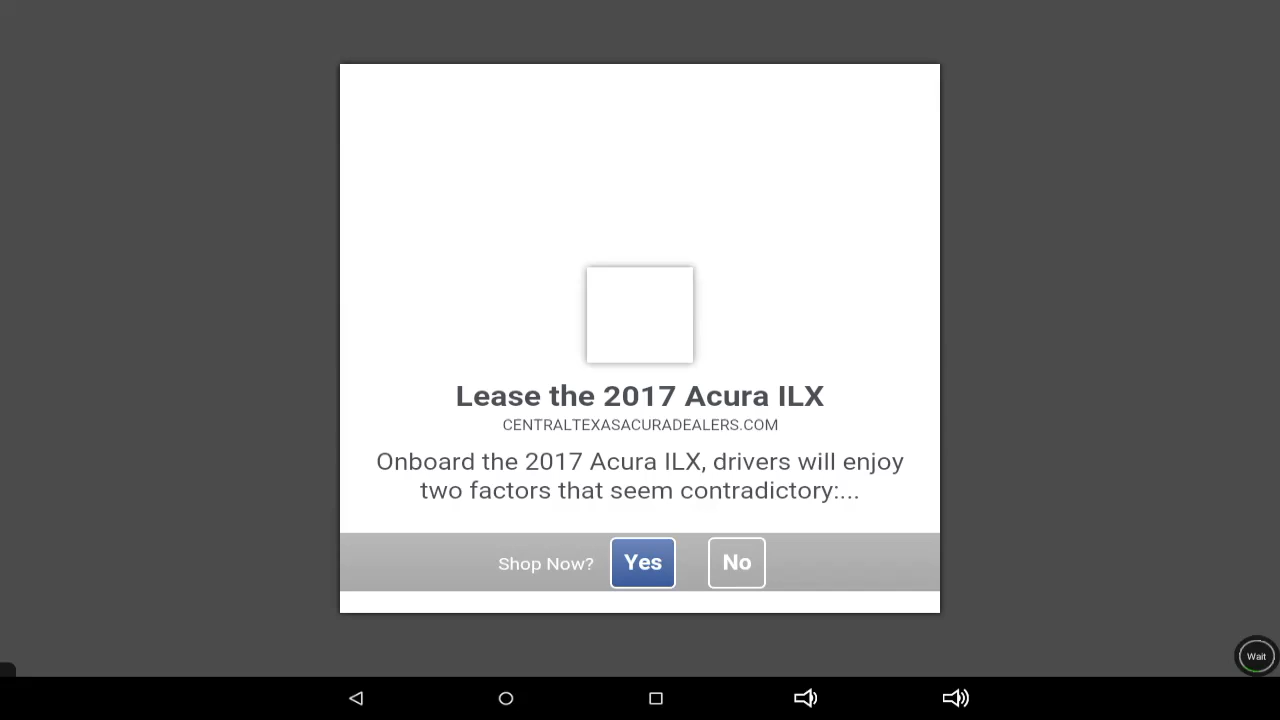 Lease the 2017 Acura ILX
CENTRALTEXASACURADEALERS.COM
Onboard the 2017 Acura ILX, drivers will enjoy
two factors that seem contradictory:...
Shop Now? Yes No
Wait